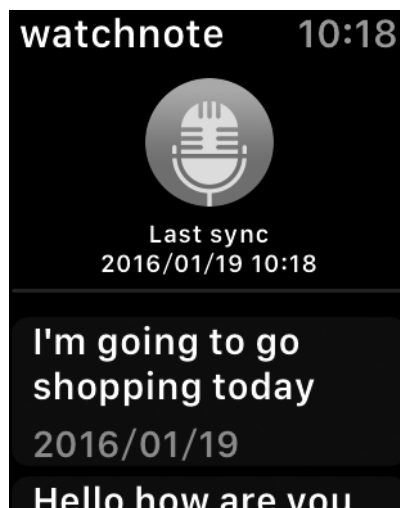 watchnote 10:18
Last sync
2016/01/19 10:18
I'm going to go
shopping today
2016/01/19
Hello how are you